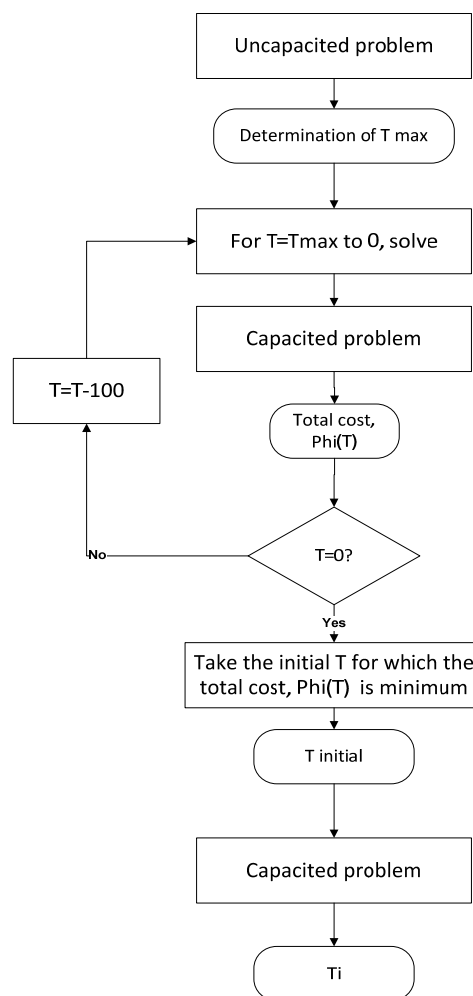 Uncapacited problem
Determination of T max
For T=Tmax to 0, solve
Capacited problem
T=T-100
Total cost,
Phi(T)
T=0?
No
Yes
Take the initial T for which the
total cost, Phi(T) is minimum
T initial
Capacited problem
Ti